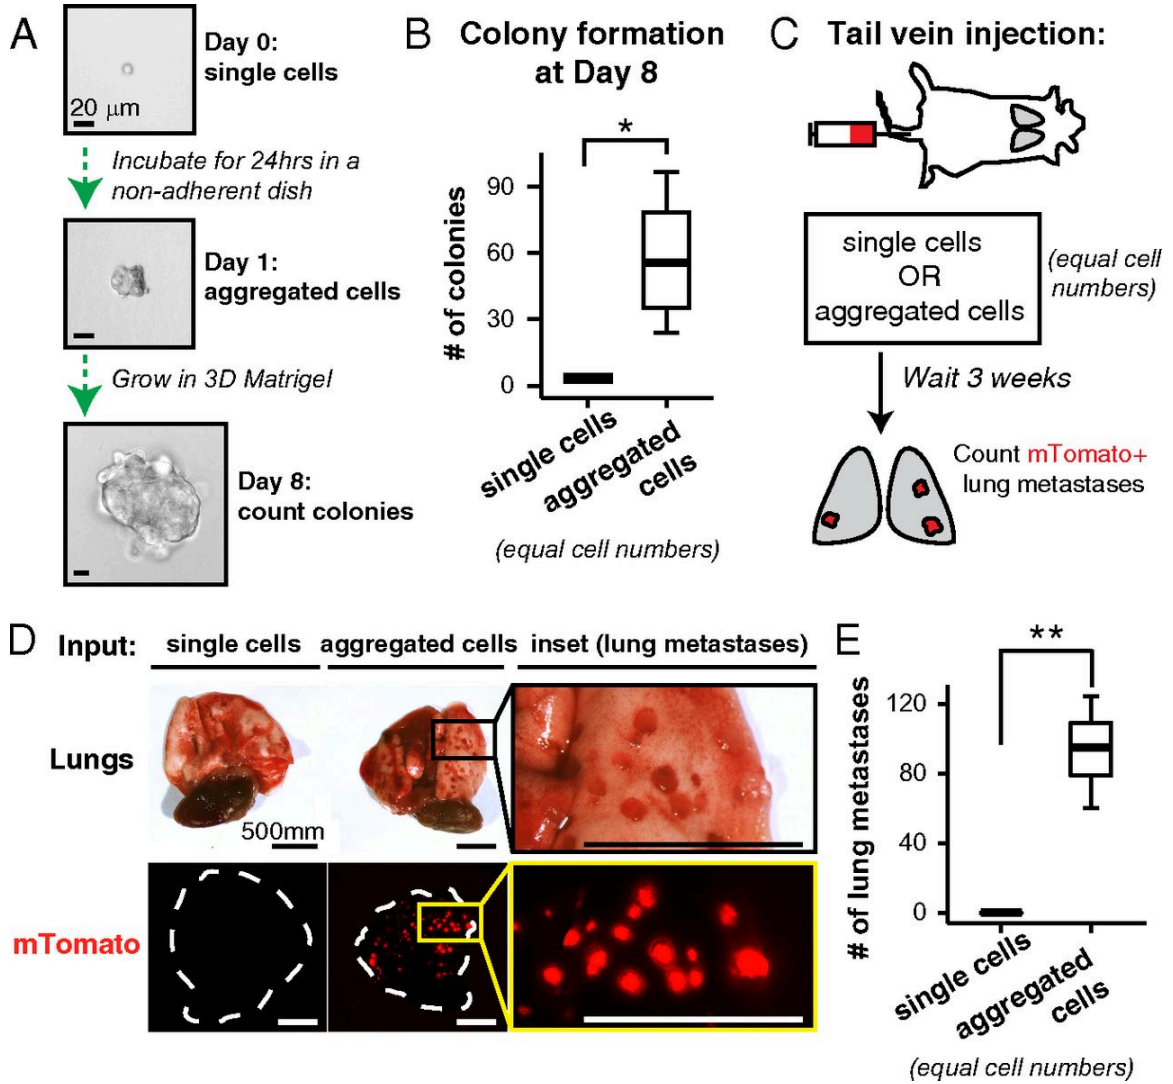 A
Day 0:
single cells
20 μm
Incubate for 24hrs in a
non-adherent dish
Day 1:
aggregated cells
Grow in 3D Matrigel
Day 8:
count colonies
B
Colony formation
at Day 8
*
# of colonies
90
60
30
0
single cells
aggregated
cells
(equal cell numbers)
C
Tail vein injection:
single cells
OR
aggregated cells
(equal cell
numbers)
Wait 3 weeks
Count mTomato+
lung metastases
D
Input:
single cells
aggregated cells
inset (lung metastases)
Lungs
500mm
mTomato
E
**
# of lung metastases
120
80
40
0
single cells
aggregated
cells
(equal cell numbers)